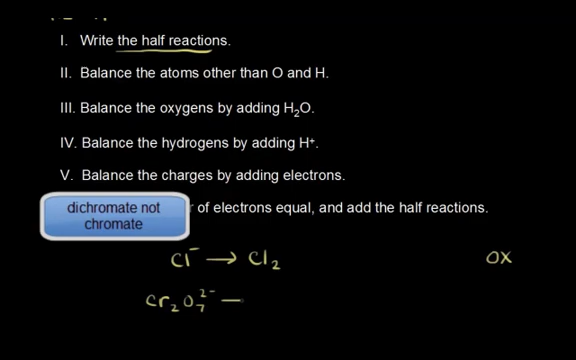 I. Write the half reactions.
II. Balance the atoms other than O and H.
III. Balance the oxygens by adding H₂O.
IV. Balance the hydrogens by adding H⁺.
V. Balance the charges by adding electrons.
dichromate not
chromate
r of electrons equal, and add the half reactions.
Cl⁻ → Cl₂ OX
Cr₂O₇²⁻ —